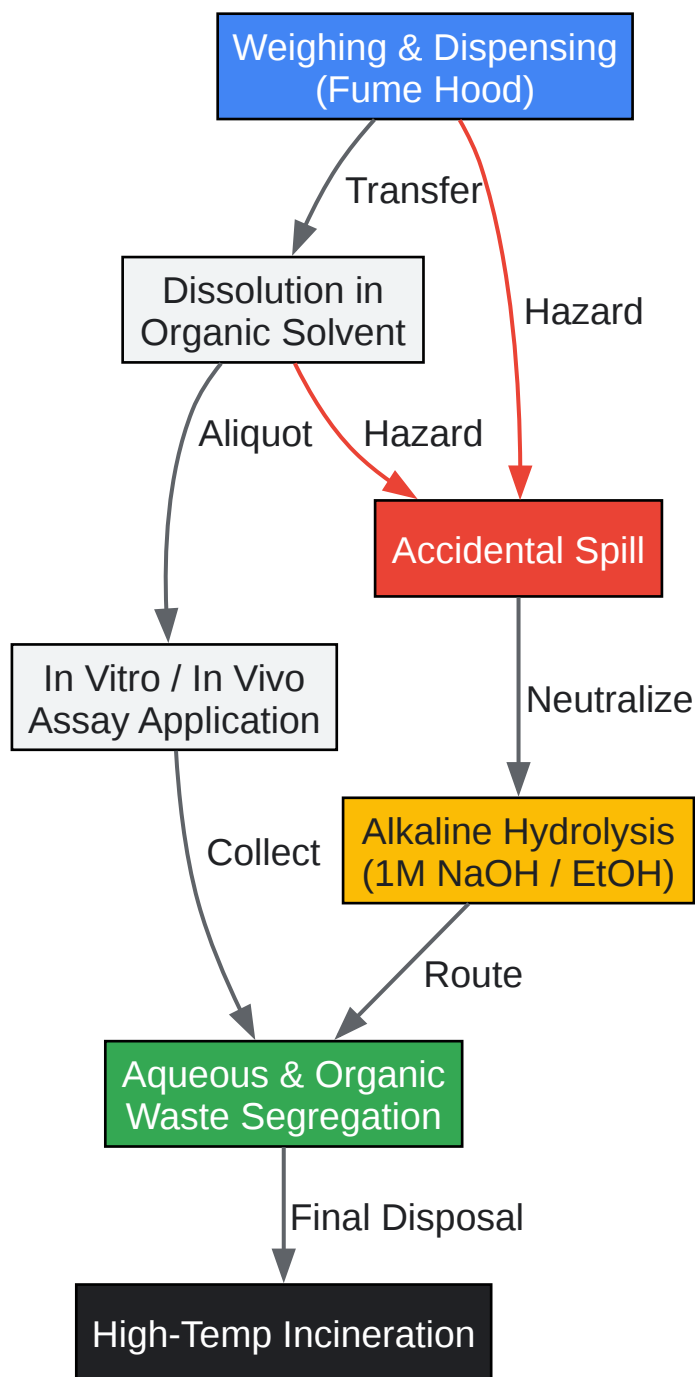 Weighing & Dispensing
(Fume Hood)
Transfer
Dissolution in
Organic Solvent
Hazard
Aliquot
Hazard
Accidental Spill
In Vitro / In Vivo
Assay Application
Neutralize
Alkaline Hydrolysis
(1M NaOH / EtOH)
Collect
Route
Aqueous & Organic
Waste Segregation
Final Disposal
High-Temp Incineration